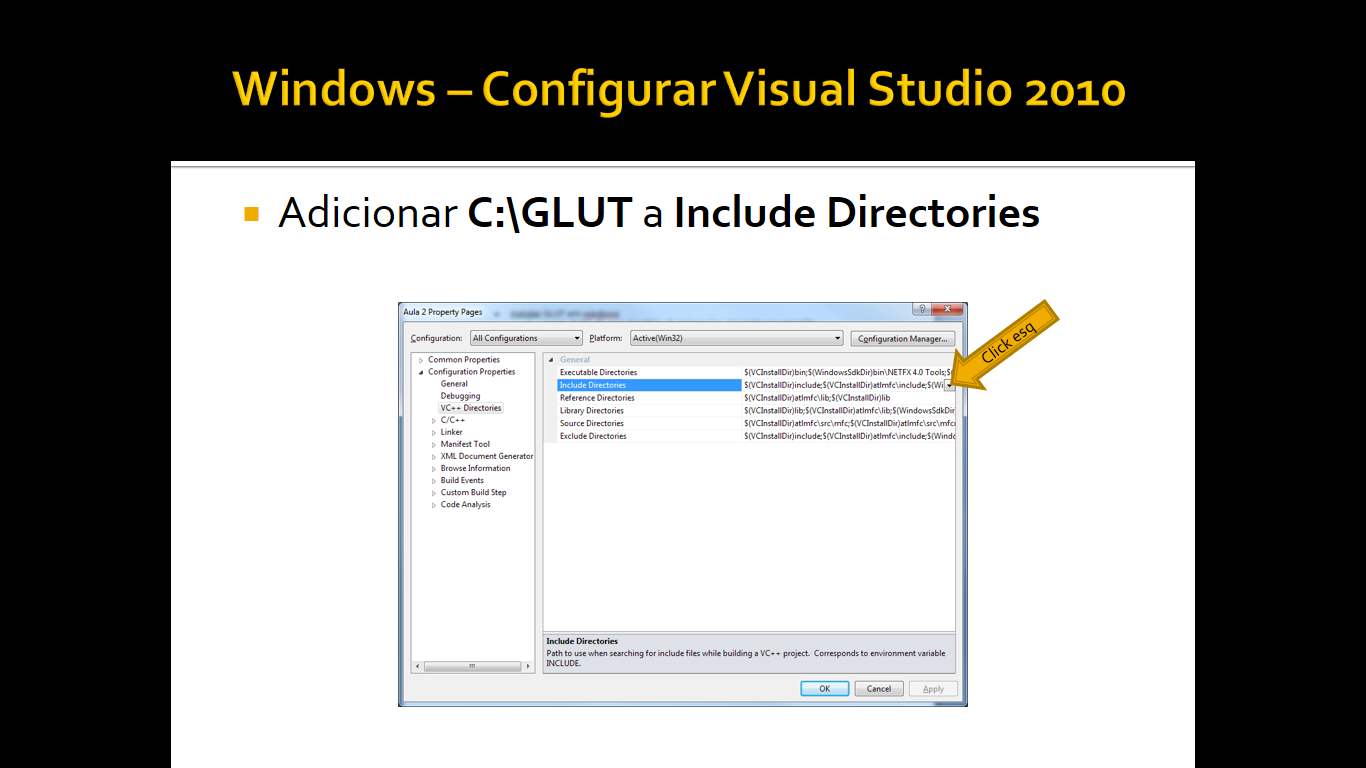 Windows – Configurar Visual Studio 2010
Adicionar C:\GLUT a Include Directories
Aula 2 Property Pages
Configuration: All Configurations Platform: Active(Win32) Configuration Manager...
Click esq
Common Properties
Configuration Properties
General
Debugging
VC++ Directories
C/C++
Linker
Manifest Tool
XML Document Generator
Browse Information
Build Events
Custom Build Step
Code Analysis
General
Executable Directories $(VCInstallDir)bin;$(WindowsSdkDir)bin\NETFX 4.0 Tools;$(
Include Directories $(VCInstallDir)include;$(VCInstallDir)atlmfc\include;$(Wi
Reference Directories $(VCInstallDir)atlmfc\lib;$(VCInstallDir)lib
Library Directories $(VCInstallDir)lib;$(VCInstallDir)atlmfc\lib;$(WindowsSdkDir
Source Directories $(VCInstallDir)atlmfc\src\mfc;$(VCInstallDir)atlmfc\src\mfc
Exclude Directories $(VCInstallDir)include;$(VCInstallDir)atlmfc\include;$(Windo
Include Directories
Path to use when searching for include files while building a VC++ project. Corresponds to environment variable
INCLUDE.
OK Cancel Apply